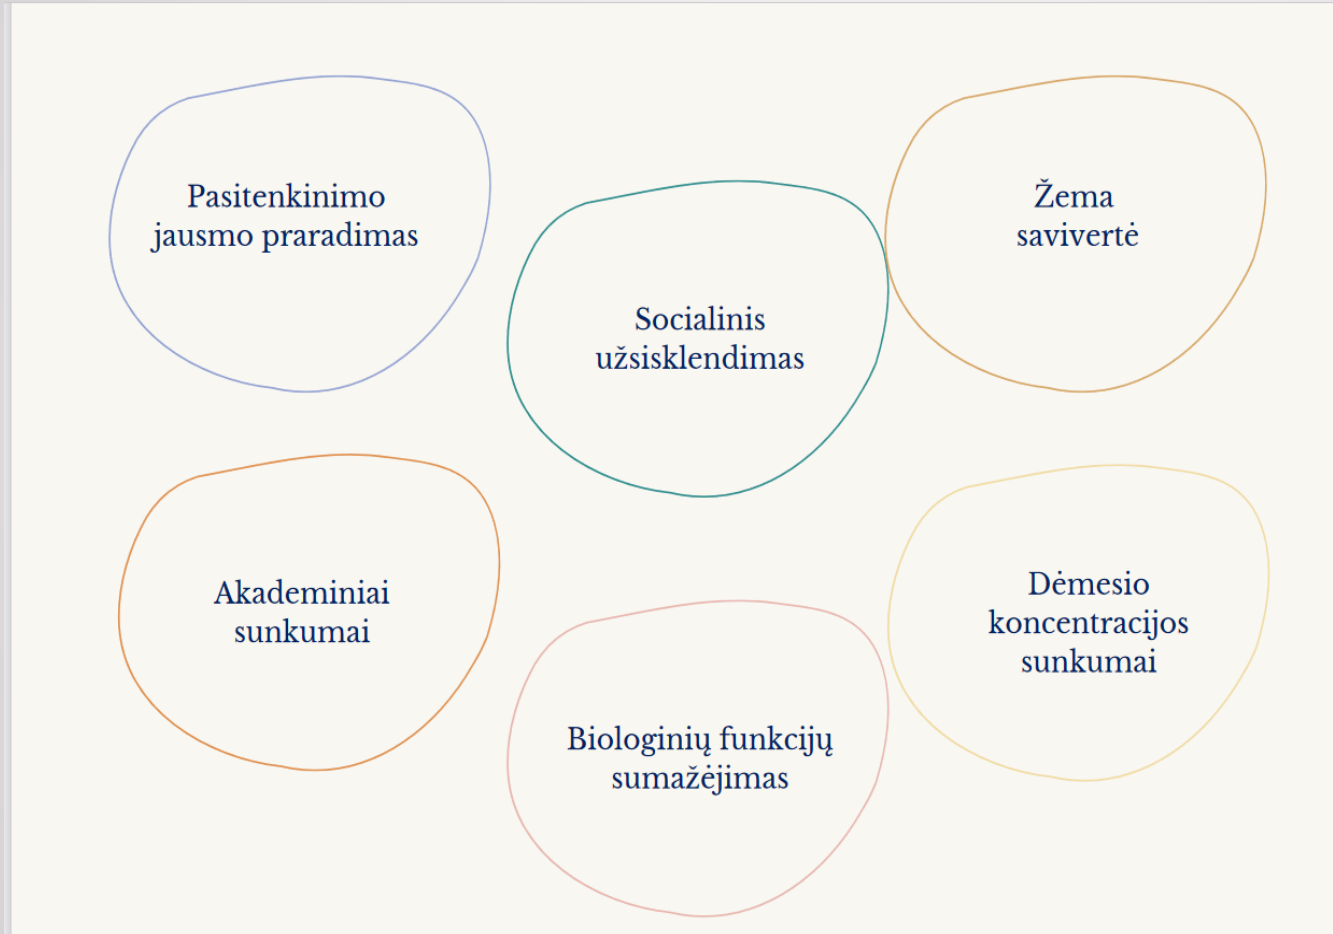 Pasitenkinimo
jausmo praradimas
Socialinis
užsisklendimas
Žema
savivertė
Akademiniai
sunkumai
Biologinių funkcijų
sumažėjimas
Dėmesio
koncentracijos
sunkumai